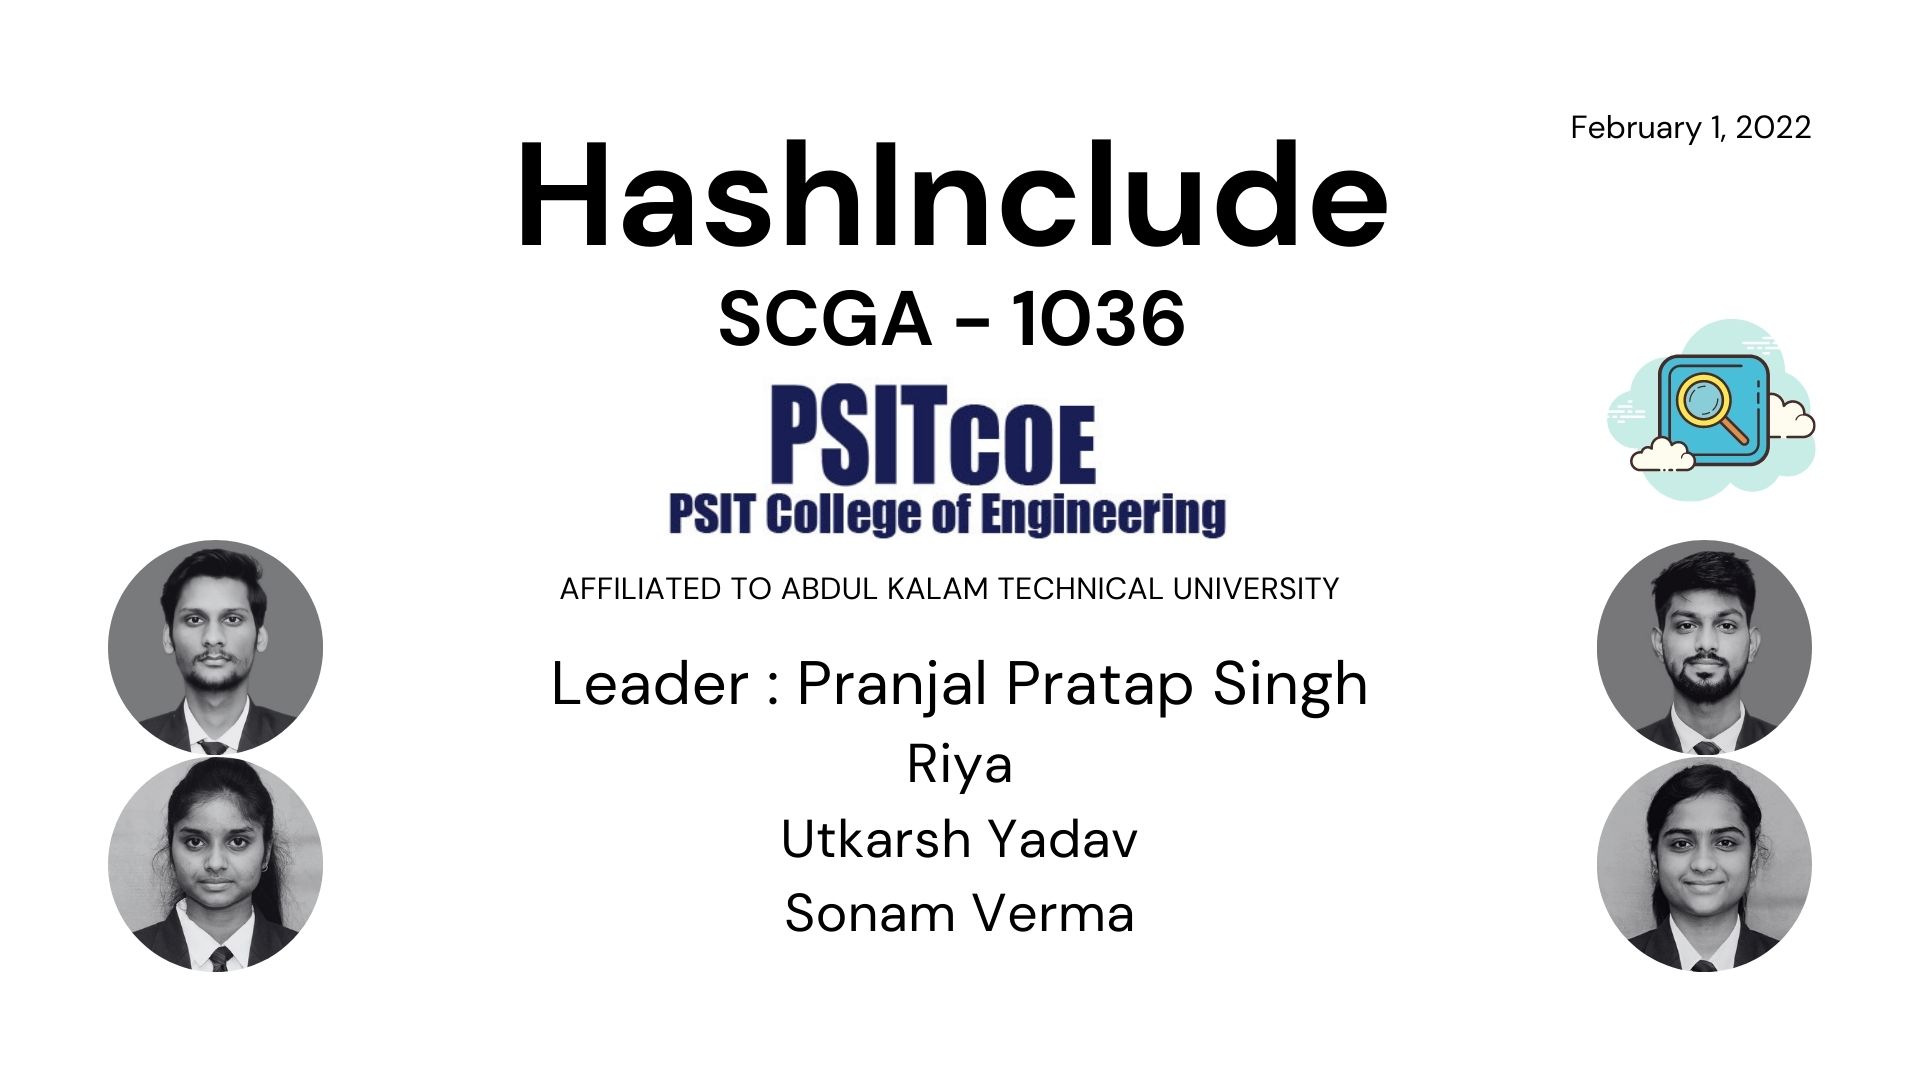 February 1, 2022
HashInclude
SCGA - 1036
PSITCOE
PSIT College of Engineering
AFFILIATED TO ABDUL KALAM TECHNICAL UNIVERSITY
Leader : Pranjal Pratap Singh
Riya
Utkarsh Yadav
Sonam Verma